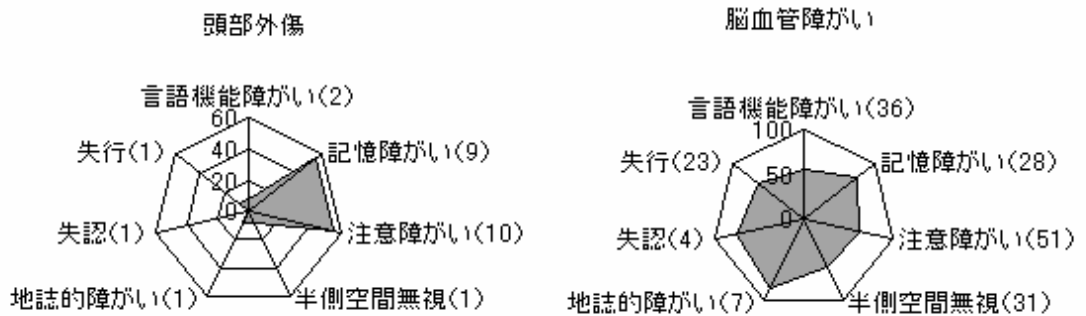 頭部外傷
言語機能障がい(2)
60
40
20
0
記憶障がい(9)
注意障がい(10)
半側空間無視(1)
地誌的障がい(1)
失認(1)
失行(1)
脳血管障がい
言語機能障がい(36)
100
50
0
記憶障がい(28)
注意障がい(51)
半側空間無視(31)
地誌的障がい(7)
失認(4)
失行(23)